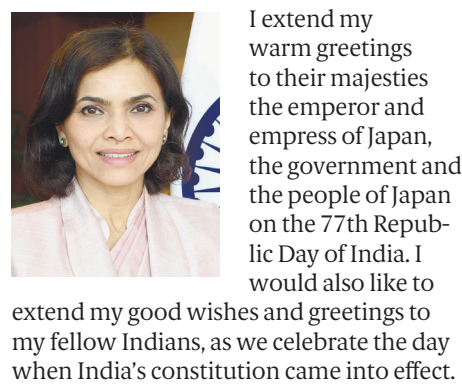 I extend my
warm greetings
to their majesties
the emperor and
empress of Japan,
the government and
the people of Japan
on the 77th Repub-
lic Day of India. I
would also like to
extend my good wishes and greetings to
my fellow Indians, as we celebrate the day
when India's constitution came into effect.